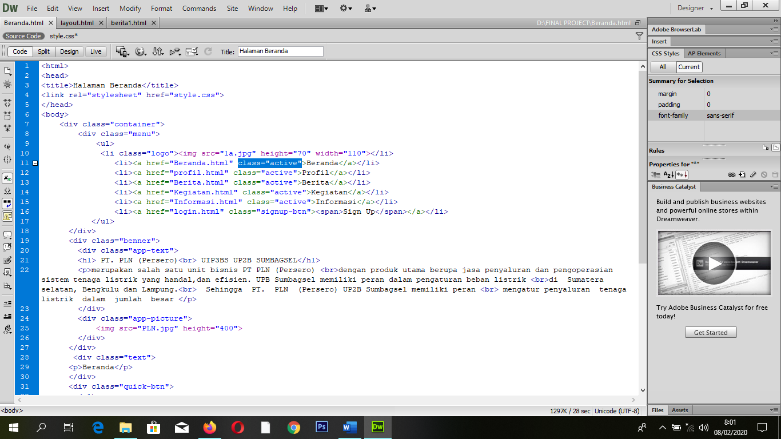 Dw File Edit View Insert Modify Format Commands Site Window Help Designer
Beranda.html × layout.html × berita1.html × D:\FINAL PROJECT\Beranda.html
Source Code style.css*
Code Split Design Live Title: Halaman Beranda
1 <html>
2 <head>
3 <title>Halaman Beranda</title>
4 <link rel="stylesheet" href="style.css">
5 </head>
6 <body>
7 <div class="container">
8 <div class="menu">
9 <ul>
10 <li class="logo"><img src="1a.jpg" height="70" width="110"></li>
11 <li><a href="Beranda.html" class="active">Beranda</a></li>
12 <li><a href="profil.html" class="active">Profil</a></li>
13 <li><a href="Berita.html" class="active">Berita</a></li>
14 <li><a href="Kegiatan.html" class="active">Kegiatan</a></li>
15 <li><a href="Informasi.html" class="active">Informasi</a></li>
16 <li><a href="login.html" class="signup-btn"><span>Sign Up</span></a></li>
17 </ul>
18 </div>
19 <div class="benner">
20 <div class="app-text">
21 <h1> PT. PLN (Persero)<br> UIP3BS UP2B SUMBAGSEL</h1>
22 <p>merupakan salah satu unit bisnis PT PLN (Persero) <br>dengan produk utama berupa jasa penyaluran dan pengoperasian
sistem tenaga listrik yang handal,dan efisien. UPB Sumbagsel memiliki peran dalam pengaturan beban listrik <br>di Sumatera
selatan, Bengkulu dan Lampung.<br> Sehingga PT. PLN (Persero) UP2B Sumbagsel memiliki peran <br> mengatur penyaluran tenaga
listrik dalam jumlah besar </p>
23 </div>
24 <div class="app-picture">
25 <img src="PLN.jpg" height="400">
26 </div>
27 </div>
28 <div class="text">
29 <p>Beranda</p>
30 </div>
31 <div class="quick-btn">
<body> 1297K / 28 sec Unicode (UTF-8)
Adobe BrowserLab
Insert
CSS Styles AP Elements
All Current
Summary for Selection
margin 0
padding 0
font-family sans-serif
Rules
Properties for "*"
Business Catalyst
Build and publish business websites
and powerful online stores within
Dreamweaver.
Try Adobe Business Catalyst for free
today!
Get Started
Files Assets
8:01
08/02/2020